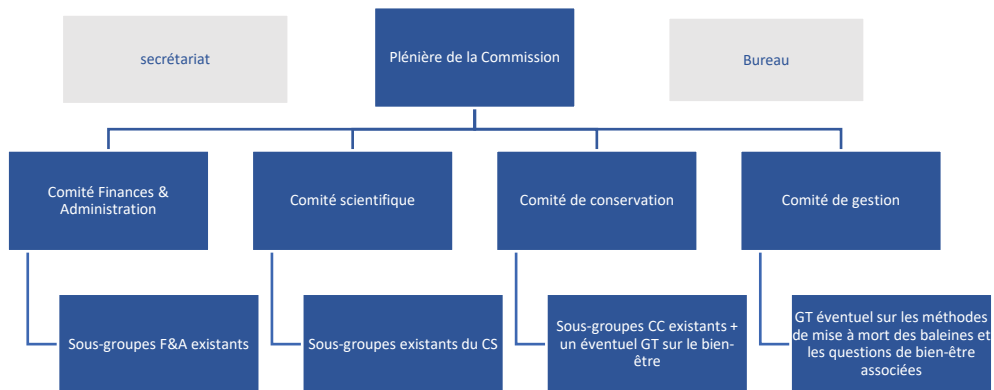 secrétariat
Plénière de la Commission
Bureau
Comité Finances &
Administration
Comité scientifique
Comité de conservation
Comité de gestion
Sous-groupes F&A existants
Sous-groupes existants du CS
Sous-groupes CC existants +
un éventuel GT sur le bien-
être
GT éventuel sur les méthodes
de mise à mort des baleines et
les questions de bien-être
associées